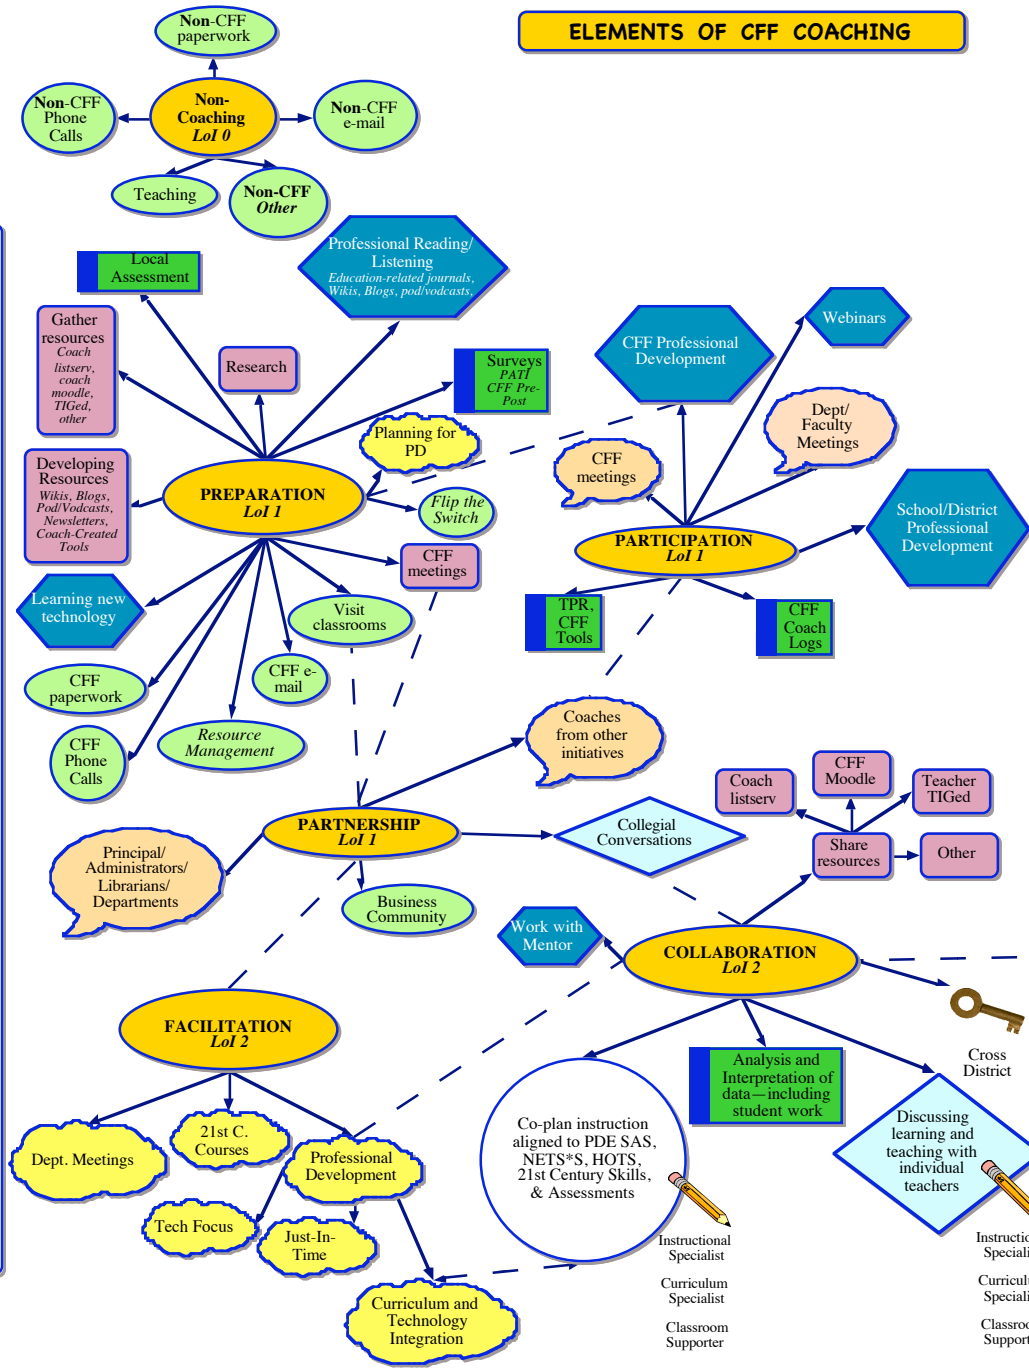 ELEMENTS OF CFF COACHING
Non-CFF
paperwork
Non-CFF
Phone
Calls
Non-
Coaching
LoI 0
Non-CFF
e-mail
Teaching
Non-CFF
Other
Professional Reading/
Listening
Education-related journals,
Wikis, Blogs, pod/vodcasts,
Local
Assessment
Gather
resources
Coach
listserv,
coach
moodle,
TIGed,
other
Research
Surveys
PATI
CFF Pre-
Post
Planning for
PD
Developing
Resources
Wikis, Blogs,
Pod/Vodcasts,
Newsletters,
Coach-Created
Tools
PREPARATION
LoI 1
Flip the
Switch
CFF
meetings
Learning new
technology
Visit
classrooms
CFF
paperwork
CFF e-
mail
CFF
Phone
Calls
Resource
Management
CFF Professional
Development
Webinars
Dept/
Faculty
Meetings
CFF
meetings
School/District
Professional
Development
PARTICIPATION
LoI 1
TPR,
CFF
Tools
CFF
Coach
Logs
Coaches
from other
initiatives
PARTNERSHIP
LoI 1
Collegial
Conversations
Principal/
Administrators/
Librarians/
Departments
Business
Community
Coach
listserv
CFF
Moodle
Teacher
TIGed
Share
resources
Other
Work with
Mentor
COLLABORATION
LoI 2
Cross
District
FACILITATION
LoI 2
Dept. Meetings
21st C.
Courses
Professional
Development
Tech Focus
Just-In-
Time
Curriculum and
Technology
Integration
Co-plan instruction
aligned to PDE SAS,
NETS*S, HOTS,
21st Century Skills,
& Assessments
Analysis and
Interpretation of
data—including
student work
Discussing
learning and
teaching with
individual
teachers
Instructional
Specialist
Curriculum
Specialist
Classroom
Supporter